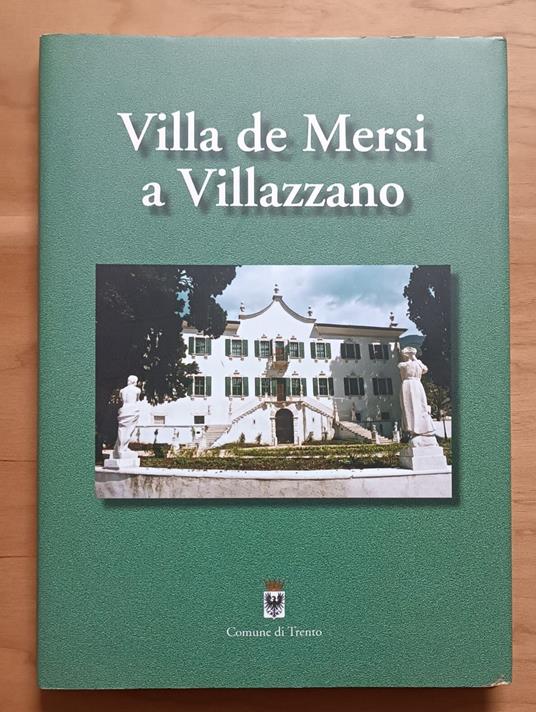 Villa de Mersi
a Villazzano
Comune di Trento